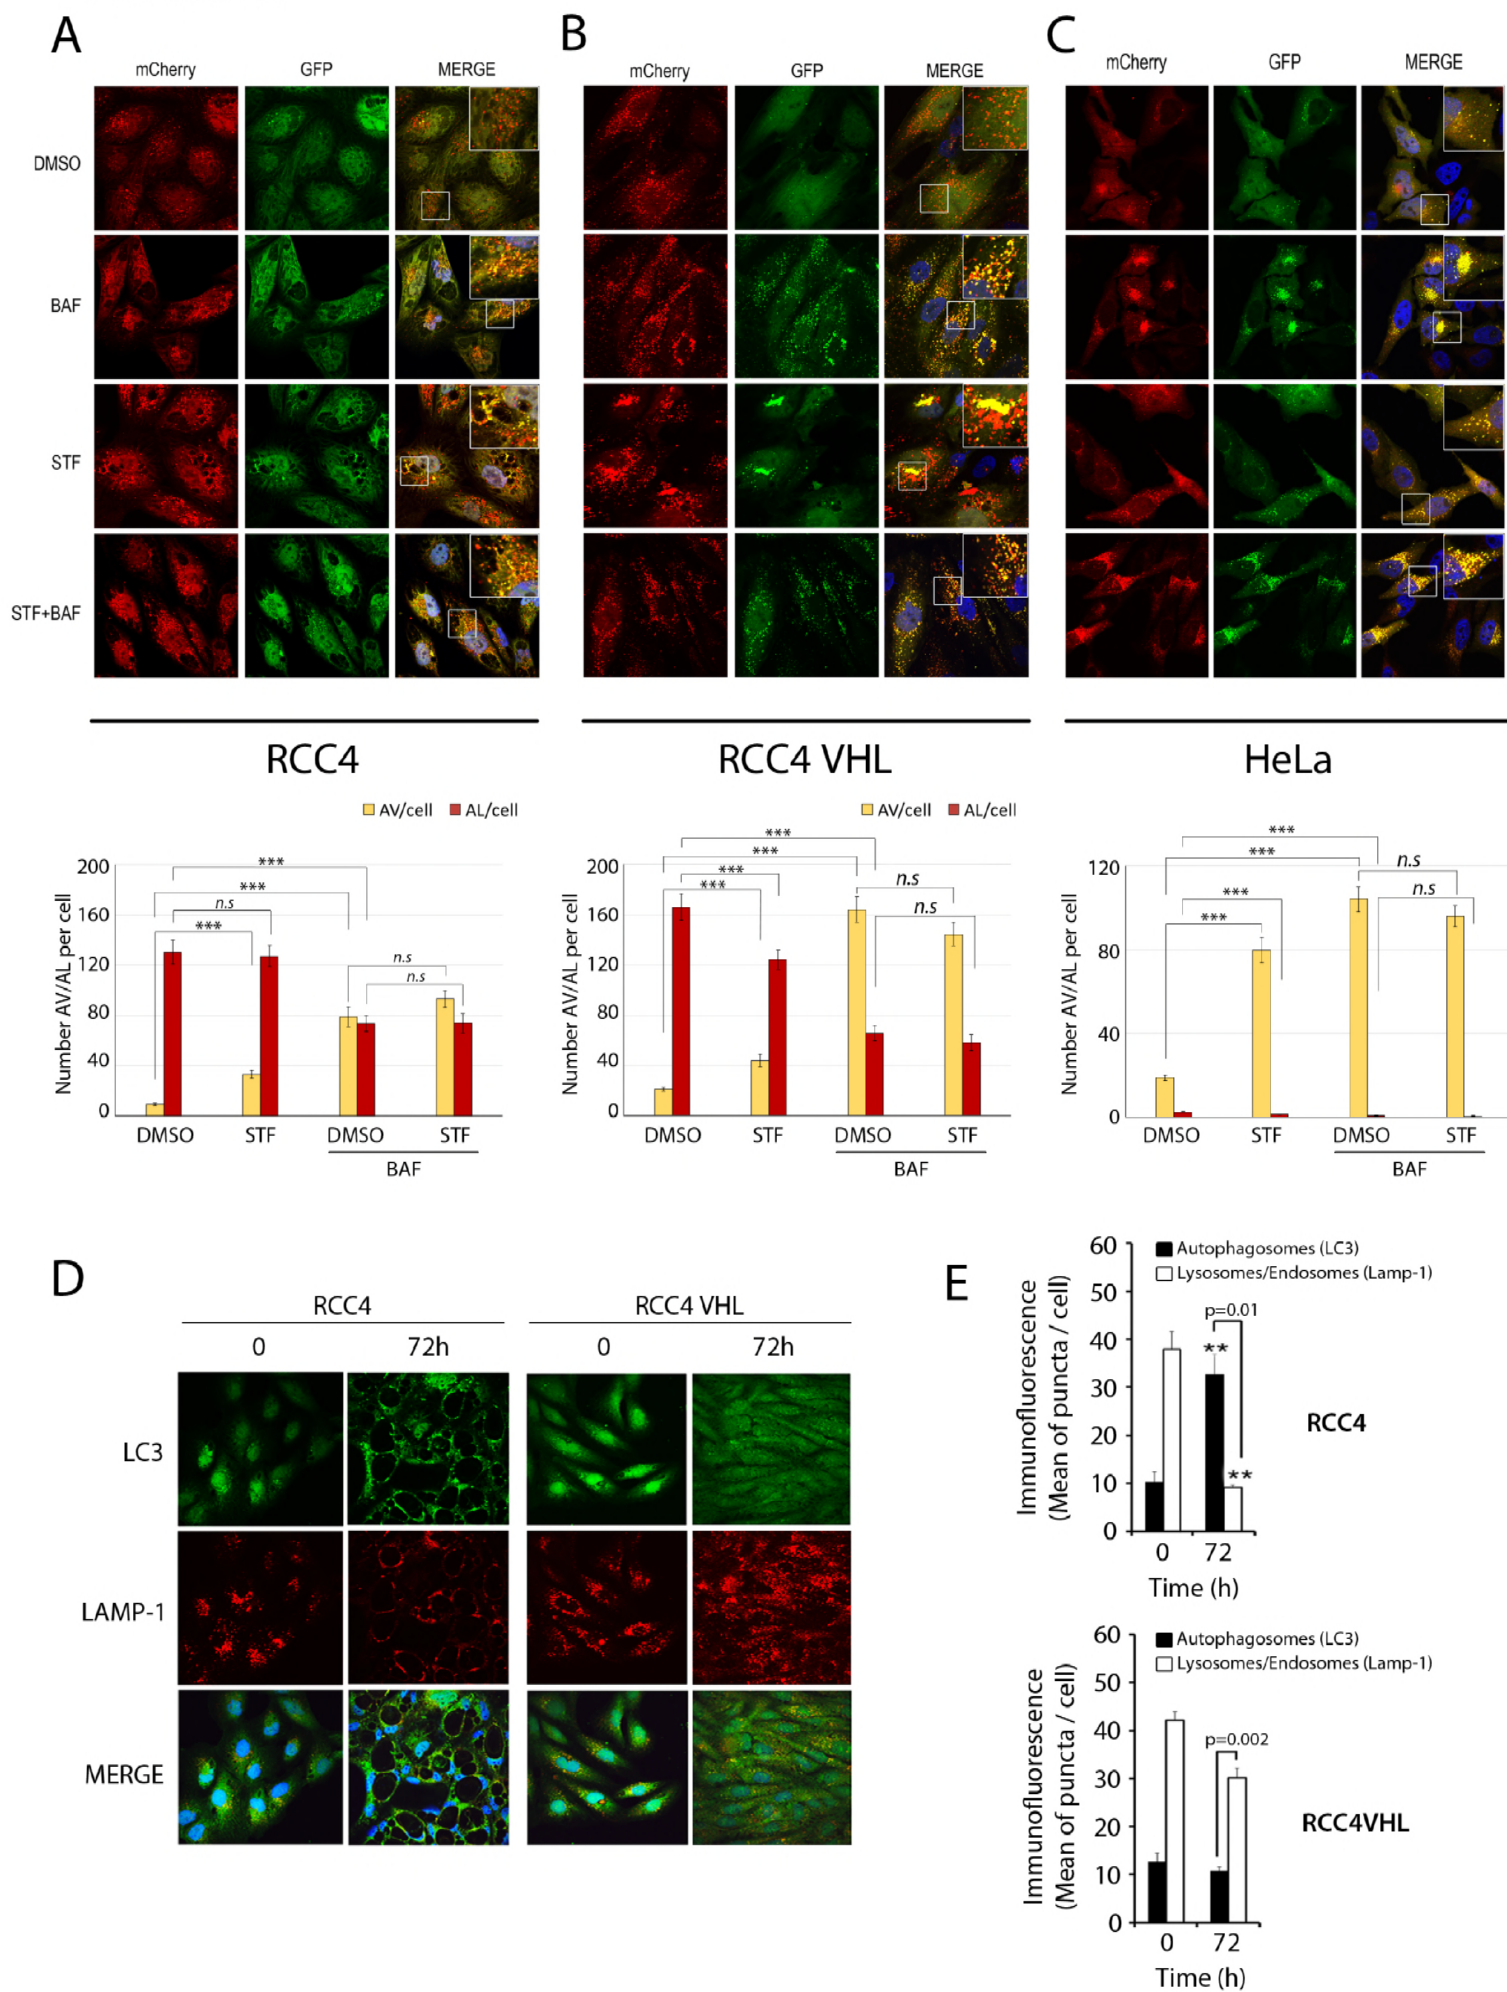 A
B
C
mCherry GFP MERGE
mCherry GFP MERGE
mCherry GFP MERGE
DMSO
BAF
STF
STF+BAF
RCC4
RCC4 VHL
HeLa
AV/cell AL/cell
Number AV/AL per cell
200
160
120
80
40
0
***
***
n.s
***
n.s
n.s
DMSO STF DMSO STF
BAF
AV/cell AL/cell
Number AV/AL per cell
200
160
120
80
40
0
***
***
***
***
n.s
n.s
DMSO STF DMSO STF
BAF
Number AV/AL per cell
120
80
40
0
***
***
***
***
n.s
n.s
DMSO STF DMSO STF
BAF
D
RCC4 RCC4 VHL
0 72h 0 72h
LC3
LAMP-1
MERGE
E
Immunofluorescence
(Mean of puncta / cell)
60
50
40
30
20
10
0
Autophagosomes (LC3)
Lysosomes/Endosomes (Lamp-1)
p=0.01
**
**
0 72
Time (h)
RCC4
Immunofluorescence
(Mean of puncta / cell)
60
50
40
30
20
10
0
Autophagosomes (LC3)
Lysosomes/Endosomes (Lamp-1)
p=0.002
0 72
Time (h)
RCC4VHL